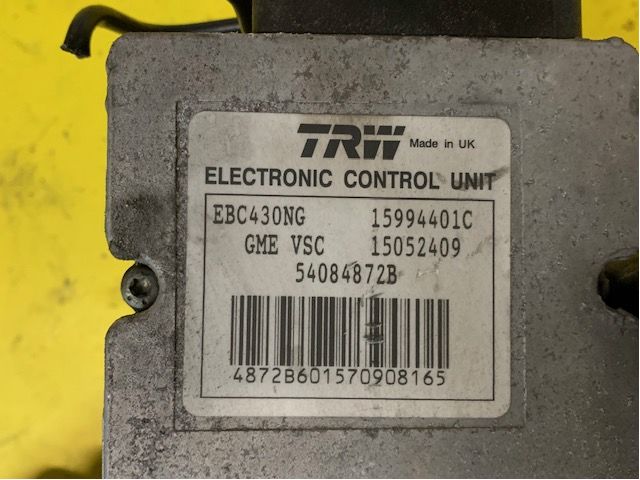 TRW Made in UK
ELECTRONIC CONTROL UNIT
EBC430NG 15994401C
GME VSC 15052409
54084872B
4872B601570908165